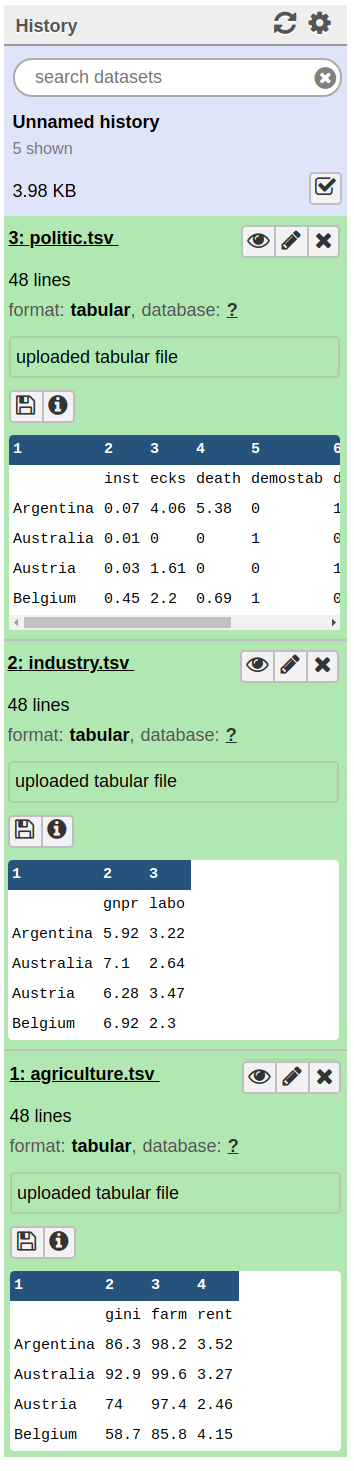 History
search datasets
Unnamed history
5 shown
3.98 KB
3: politic.tsv
48 lines
format: tabular, database: ?
uploaded tabular file
1 2 3 4 5 6
inst ecks death demostab d
Argentina 0.07 4.06 5.38 0 1
Australia 0.01 0 0 1 0
Austria 0.03 1.61 0 0 1
Belgium 0.45 2.2 0.69 1 0
2: industry.tsv
48 lines
format: tabular, database: ?
uploaded tabular file
1 2 3
gnpr labo
Argentina 5.92 3.22
Australia 7.1 2.64
Austria 6.28 3.47
Belgium 6.92 2.3
1: agriculture.tsv
48 lines
format: tabular, database: ?
uploaded tabular file
1 2 3 4
gini farm rent
Argentina 86.3 98.2 3.52
Australia 92.9 99.6 3.27
Austria 74 97.4 2.46
Belgium 58.7 85.8 4.15